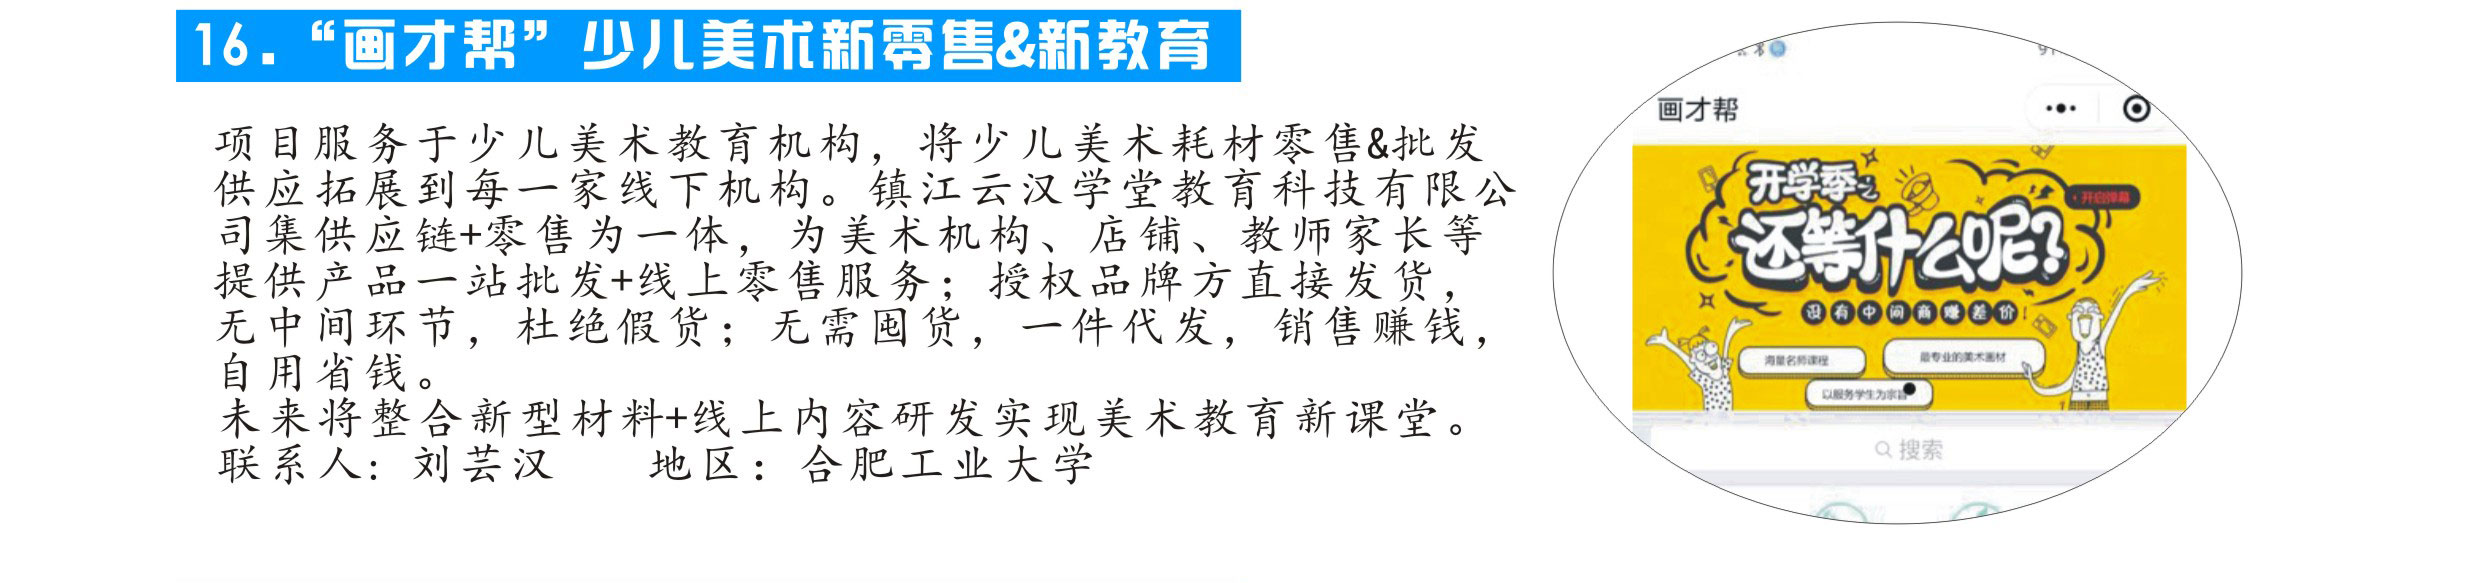 16.“画才帮”少儿美术新零售&新教育
项目服务于少儿美术教育机构，将少儿美术耗材零售&批发
供应拓展到每一家线下机构。镇江云汉学堂教育科技有限公
司集供应链+零售为一体，为美术机构、店铺、教师家长等
提供产品一站批发+线上零售服务；授权品牌方直接发货，
无中间环节，杜绝假货；无需囤货，一件代发，销售赚钱，
自用省钱。
未来将整合新型材料+线上内容研发实现美术教育新课堂。
联系人：刘芸汉 地区：合肥工业大学
画才帮
开学季之
开启弹幕
还等什么呢?
没有中间商赚差价!
海量名师课程
最专业的美术画材
以服务学生为宗旨
搜索